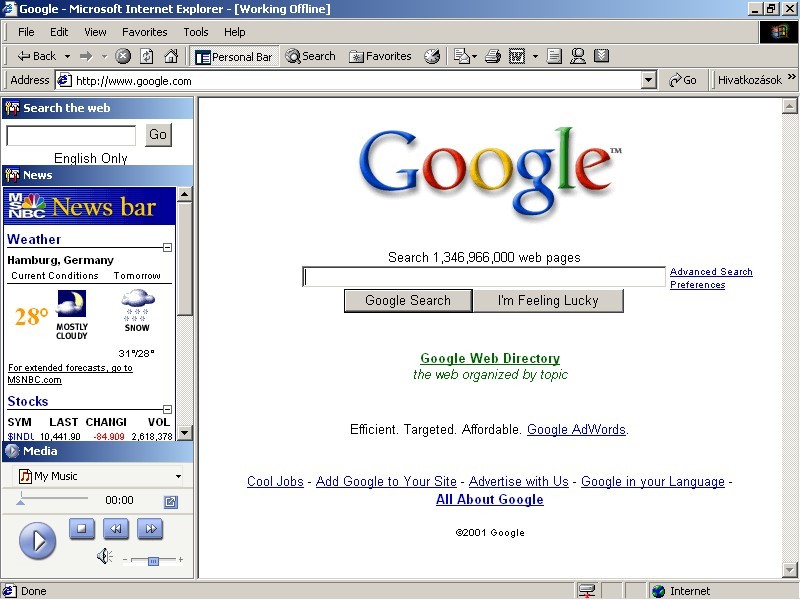 Google - Microsoft Internet Explorer - [Working Offline]
File Edit View Favorites Tools Help
Back Personal Bar Search Favorites
Address http://www.google.com Go Hivatkozások »
Search the web
Go
English Only
News
MSNBC News bar
Weather
Hamburg, Germany
Current Conditions Tomorrow
28°
MOSTLY CLOUDY
SNOW
31°/28°
For extended forecasts, go to
MSNBC.com
Stocks
SYM LAST CHANGI VOL
$INDU 10,441.90 -84.909 2,618,378
Media
My Music
00:00
Google™
Search 1,346,966,000 web pages
Advanced Search
Preferences
Google Search I'm Feeling Lucky
Google Web Directory
the web organized by topic
Efficient. Targeted. Affordable. Google AdWords.
Cool Jobs - Add Google to Your Site - Advertise with Us - Google in your Language -
All About Google
©2001 Google
Done Internet